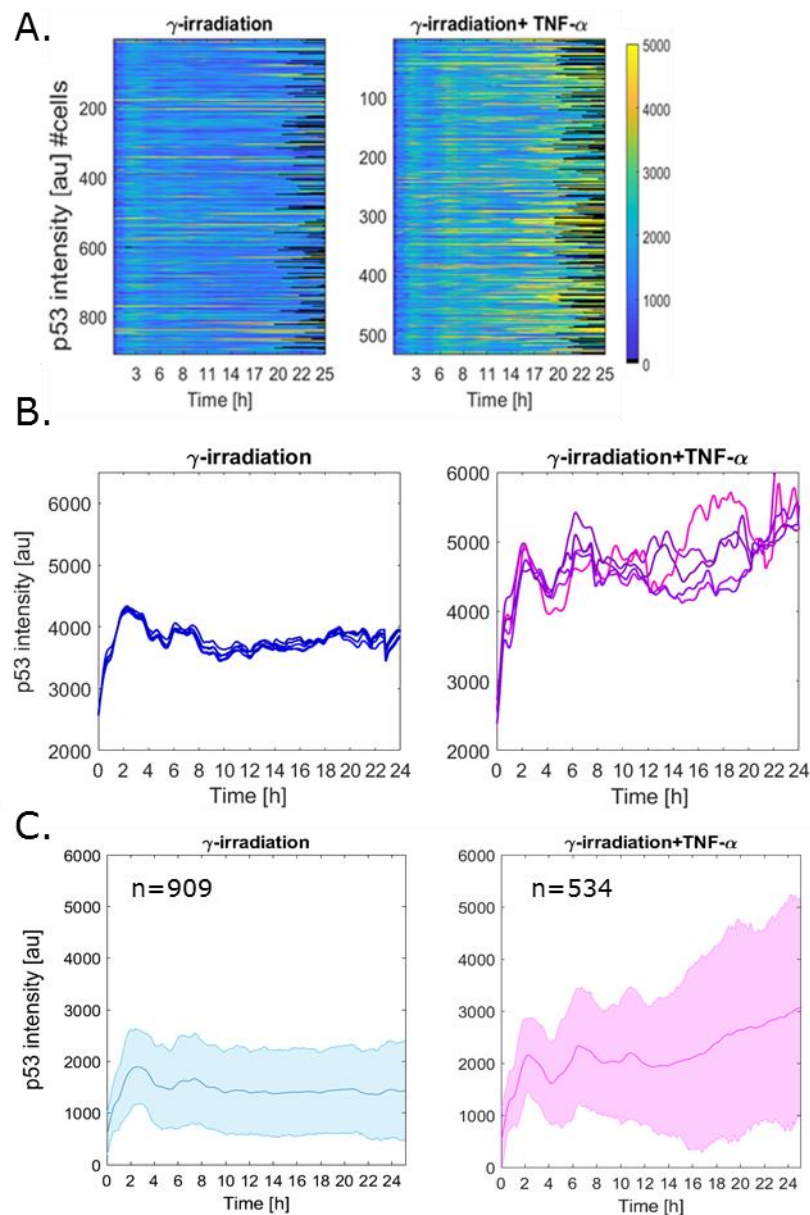 A.
γ-irradiation
γ-irradiation+ TNF-α
p53 intensity [au] #cells
200
400
600
800
3 6 8 11 14 17 20 22 25
Time [h]
100
200
300
400
500
3 6 8 11 14 17 20 22 25
Time [h]
5000
4000
3000
2000
1000
0
B.
γ-irradiation
γ-irradiation+TNF-α
p53 intensity [au]
6000
5000
4000
3000
2000
0 2 4 6 8 10 12 14 16 18 20 22 24
Time [h]
6000
5000
4000
3000
2000
0 2 4 6 8 10 12 14 16 18 20 22 24
Time [h]
C.
γ-irradiation
γ-irradiation+TNF-α
n=909
n=534
p53 intensity [au]
6000
5000
4000
3000
2000
1000
0
0 2 4 6 8 10 12 14 16 18 20 22 24
Time [h]
6000
5000
4000
3000
2000
1000
0
0 2 4 6 8 10 12 14 16 18 20 22 24
Time [h]